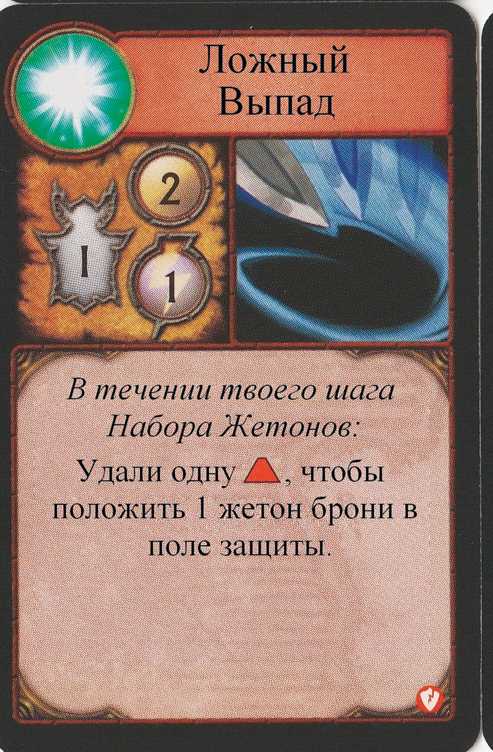 Ложный
Выпад
2
1
1
В течении твоего шага
Набора Жетонов:
Удали одну , чтобы
положить 1 жетон брони в
поле защиты.